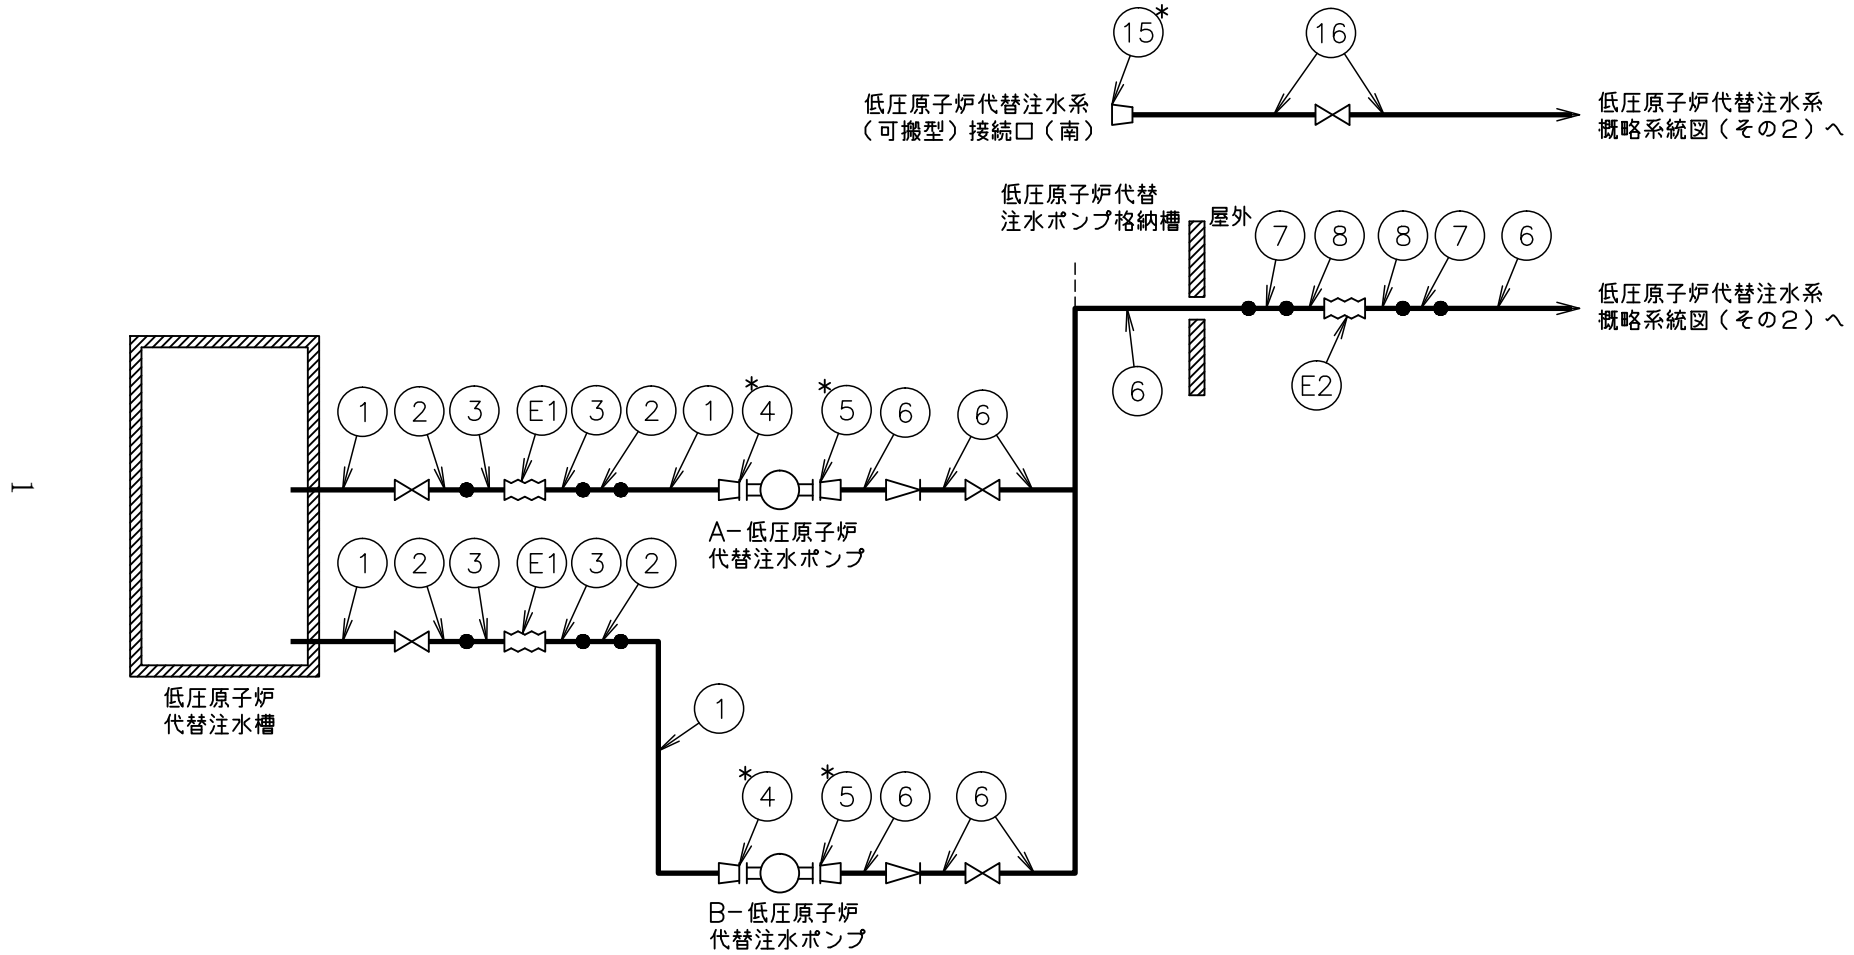 15*
16
低圧原子炉代替注水系
(可搬型)接続口(南)
低圧原子炉代替注水系
概略系統図(その2)へ
低圧原子炉代替
注水ポンプ格納槽
屋外
7
8
8
7
6
低圧原子炉代替注水系
概略系統図(その2)へ
6
E2
1
2
3
E1
3
2
1
*4
*5
6
6
A-低圧原子炉
代替注水ポンプ
1
1
2
3
E1
3
2
低圧原子炉
代替注水槽
1
*4
*5
6
6
B-低圧原子炉
代替注水ポンプ